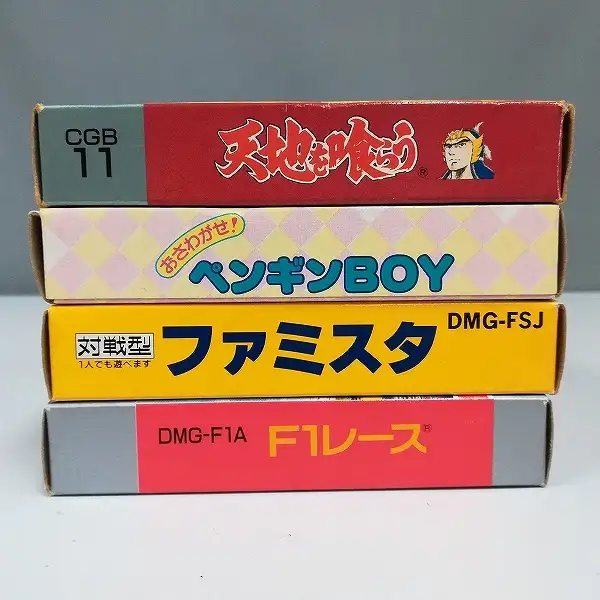 CGB
11
天地を喰らう®
おさわがせ!
ペンギンBOY
対戦型
1人でも遊べます
ファミスタ
DMG-FSJ
DMG-F1A
F1レース®